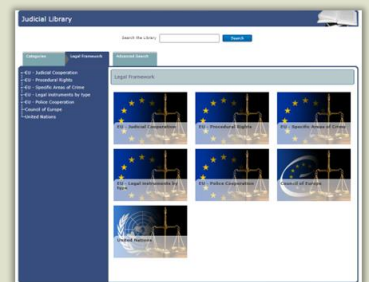 Judicial Library
Search the Library
Search
Categories
Legal Framework
Advanced Search
EU - Judicial Cooperation
EU - Procedural Rights
EU - Specific Areas of Crime
EU - Legal instruments by type
EU - Police Cooperation
Council of Europe
United Nations
Legal Framework
EU - Judicial Cooperation
EU - Procedural Rights
EU - Specific Areas of Crime
EU - Legal instruments by
type
EU - Police Cooperation
Council of Europe
United Nations